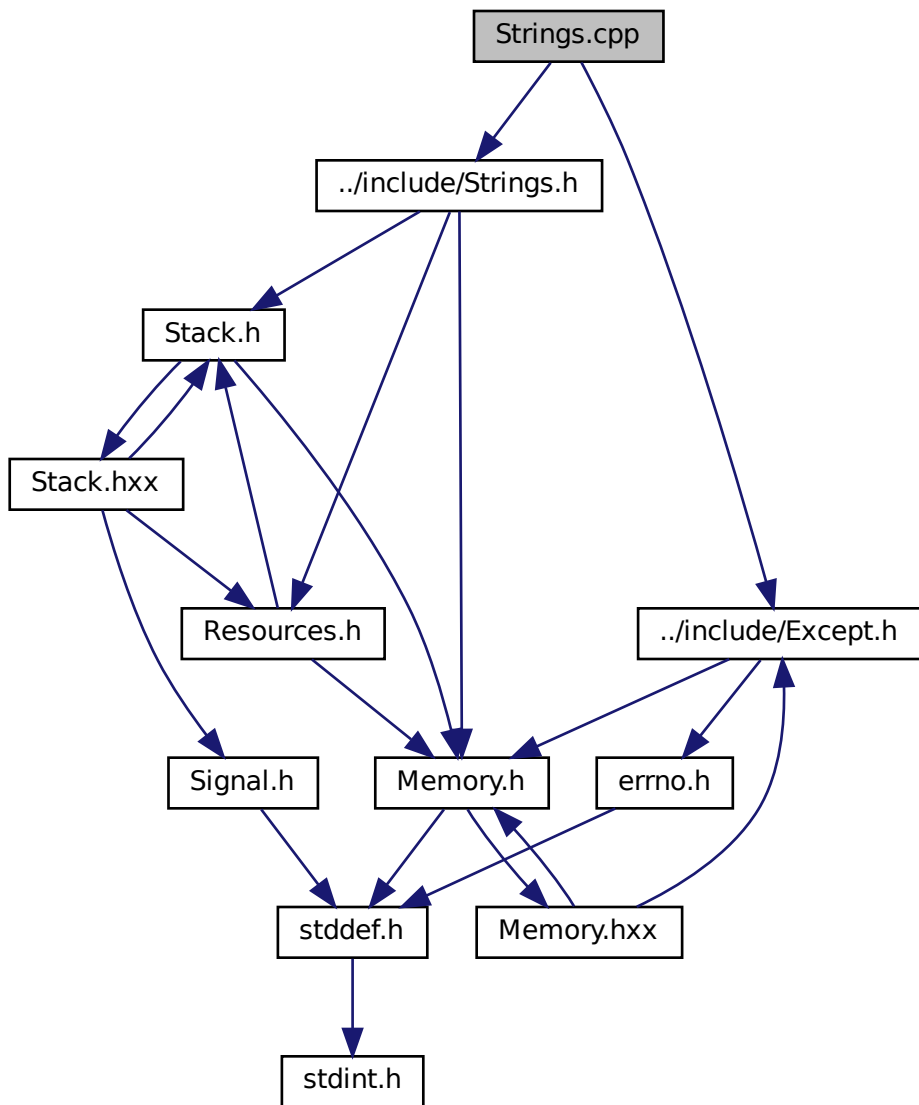 Strings.cpp
../include/Strings.h
Stack.h
Stack.hxx
Resources.h
../include/Except.h
Signal.h
Memory.h
errno.h
stddef.h
Memory.hxx
stdint.h